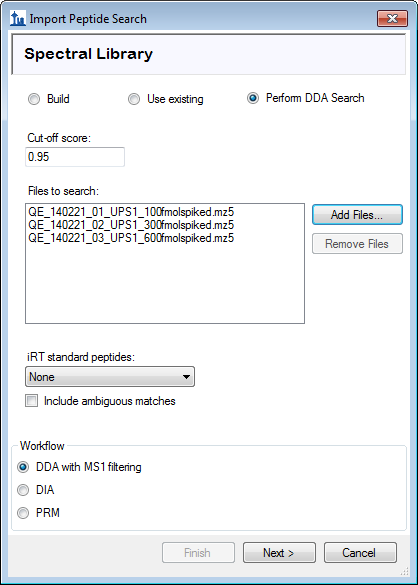 Import Peptide Search
Spectral Library
Build
Use existing
Perform DDA Search
Cut-off score:
0.95
Files to search:
QE_140221_01_UPS1_100fmolspiked.mz5
QE_140221_02_UPS1_300fmolspiked.mz5
QE_140221_03_UPS1_600fmolspiked.mz5
Add Files...
Remove Files
iRT standard peptides:
None
Include ambiguous matches
Workflow
DDA with MS1 filtering
DIA
PRM
Finish
Next >
Cancel